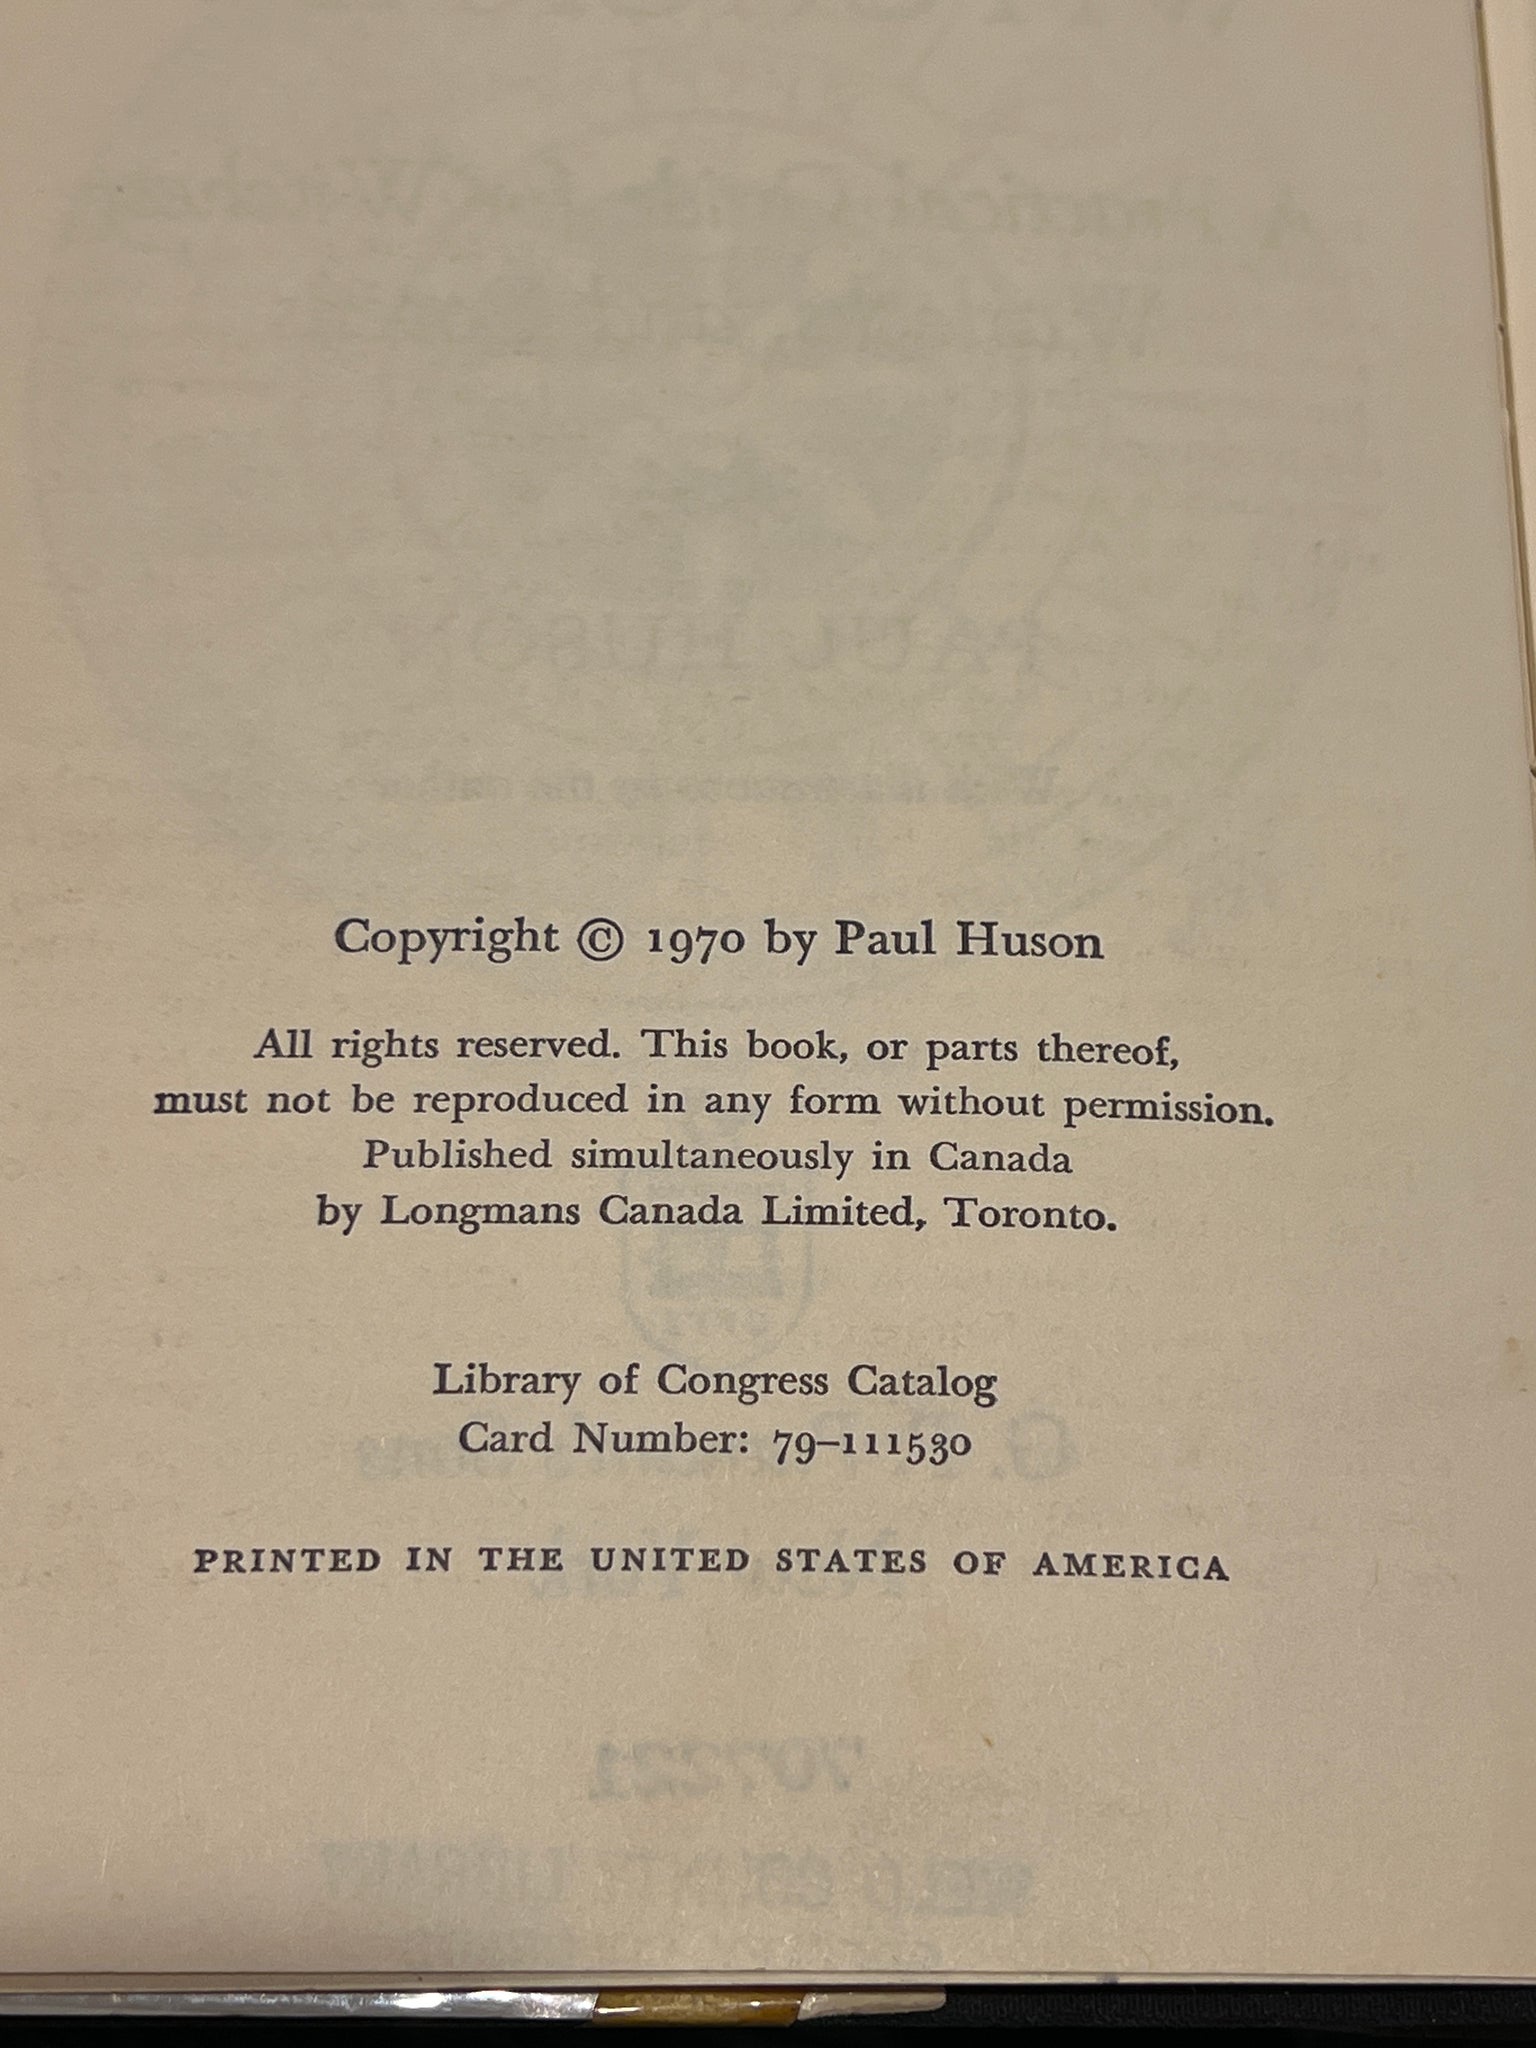 Copyright © 1970 by Paul Huson
All rights reserved. This book, or parts thereof,
must not be reproduced in any form without permission.
Published simultaneously in Canada
by Longmans Canada Limited, Toronto.
Library of Congress Catalog
Card Number: 79–111530
PRINTED IN THE UNITED STATES OF AMERICA